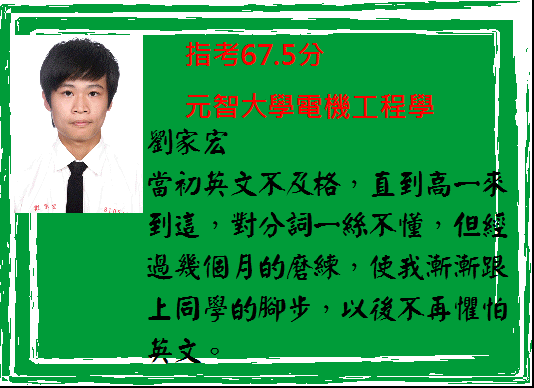 指考67.5分
元智大學電機工程學
劉家宏
當初英文不及格，直到高一來
到這，對分詞一絲不懂，但經
過幾個月的磨練，使我漸漸跟
上同學的腳步，以後不再懼怕
英文。